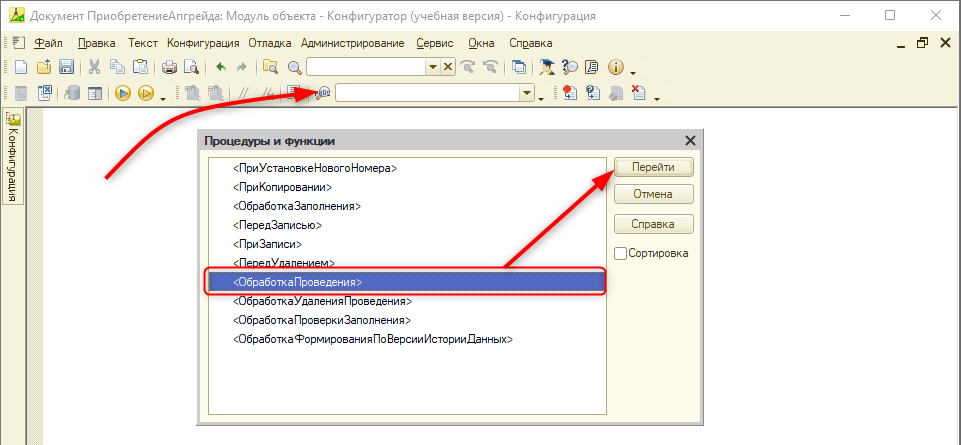 Документ ПриобретениеАпгрейда: Модуль объекта - Конфигуратор (учебная версия) - Конфигурация
Файл Правка Текст Конфигурация Отладка Администрирование Сервис Окна Справка
Конфигурация
Процедуры и функции
<ПриУстановкеНовогоНомера>
<ПриКопировании>
<ОбработкаЗаполнения>
<ПередЗаписью>
<ПриЗаписи>
<ПередУдалением>
<ОбработкаПроведения>
<ОбработкаУдаленияПроведения>
<ОбработкаПроверкиЗаполнения>
<ОбработкаФормированияПоВерсииИсторииДанных>
Перейти
Отмена
Справка
Сортировка